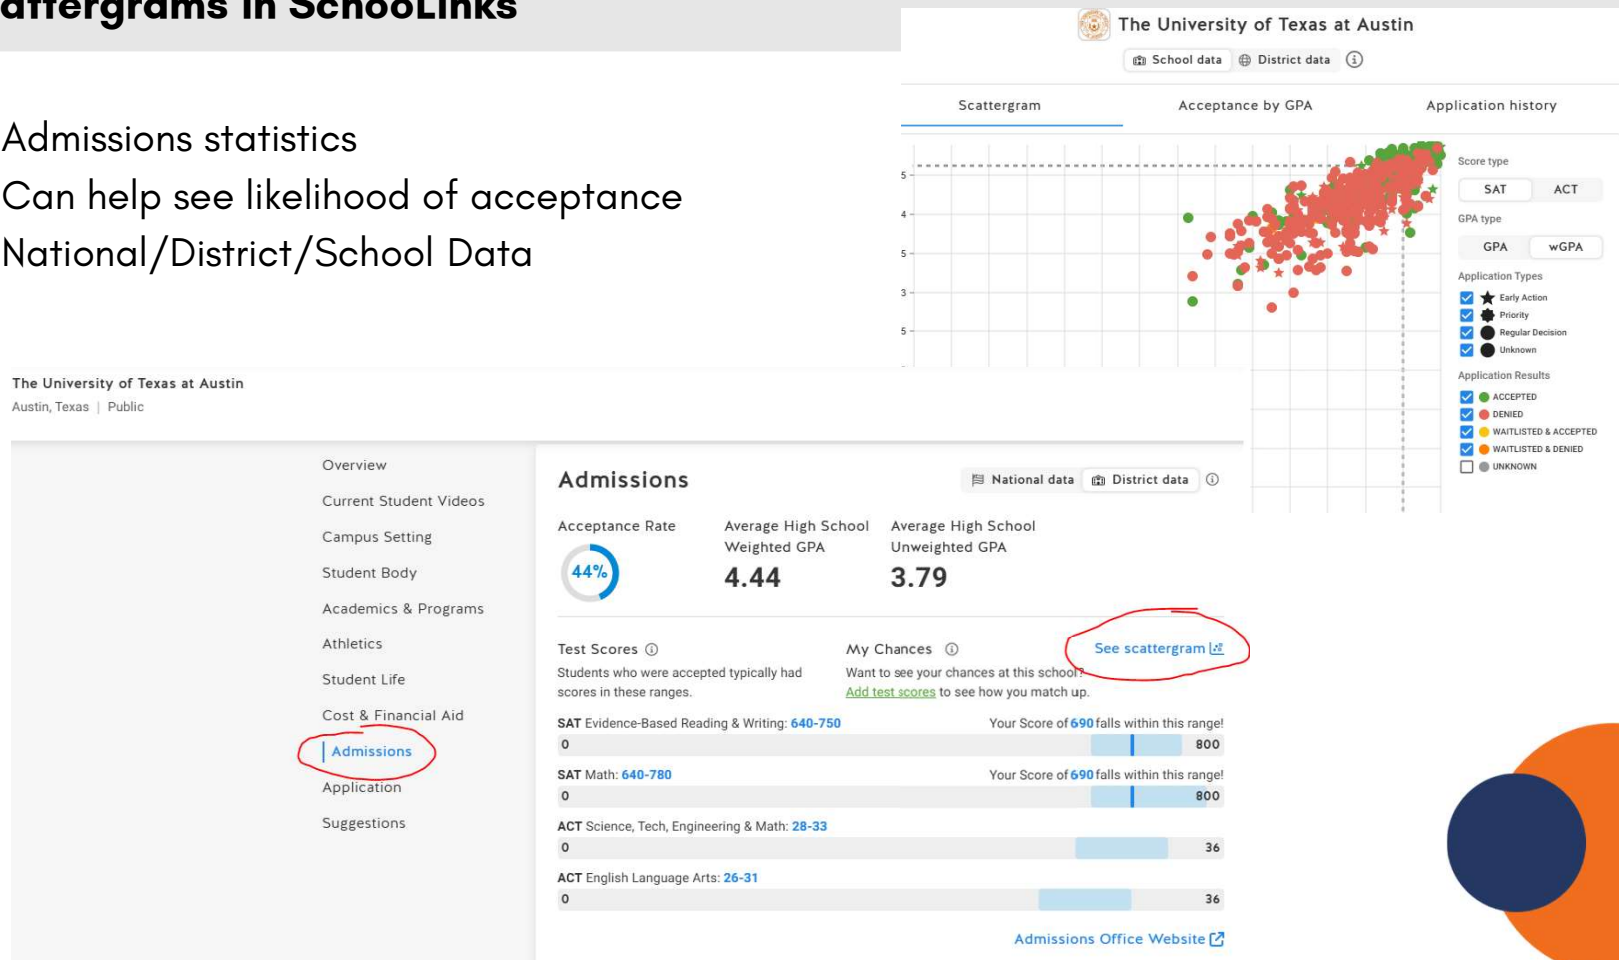 attergrams in SchooLinks
Admissions statistics
Can help see likelihood of acceptance
National/District/School Data
The University of Texas at Austin
School data District data
Scattergram Acceptance by GPA Application history
5
4
5
3
5
Score type
SAT ACT
GPA type
GPA wGPA
Application Types
Early Action
Priority
Regular Decision
Unknown
Application Results
ACCEPTED
DENIED
WAITLISTED & ACCEPTED
WAITLISTED & DENIED
UNKNOWN
The University of Texas at Austin
Austin, Texas | Public
Overview
Current Student Videos
Campus Setting
Student Body
Academics & Programs
Athletics
Student Life
Cost & Financial Aid
Admissions
Application
Suggestions
Admissions
National data District data
Acceptance Rate
44%
Average High School
Weighted GPA
4.44
Average High School
Unweighted GPA
3.79
Test Scores
Students who were accepted typically had
scores in these ranges.
My Chances
See scattergram
Want to see your chances at this school?
Add test scores to see how you match up.
SAT Evidence-Based Reading & Writing: 640-750 Your Score of 690 falls within this range!
0 800
SAT Math: 640-780 Your Score of 690 falls within this range!
0 800
ACT Science, Tech, Engineering & Math: 28-33
0 36
ACT English Language Arts: 26-31
0 36
Admissions Office Website